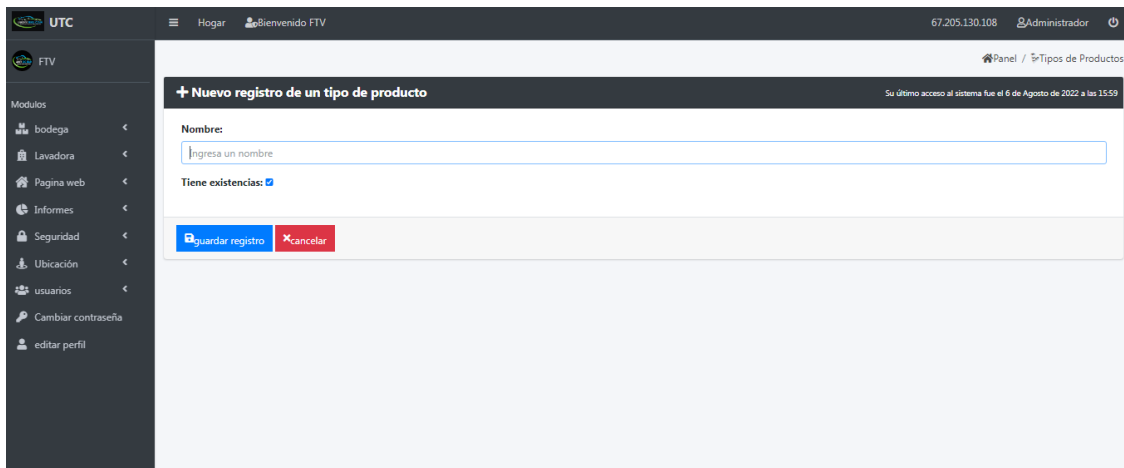 UTC
Hogar
Bienvenido FTV
67.205.130.108
Administrador
FTV
Panel / Tipos de Productos
Modulos
bodega
Lavadora
Pagina web
Informes
Seguridad
Ubicación
usuarios
Cambiar contraseña
editar perfil
Nuevo registro de un tipo de producto
Su último acceso al sistema fue el 6 de Agosto de 2022 a las 15:59
Nombre:
Ingresa un nombre
Tiene existencias:
guardar registro
cancelar